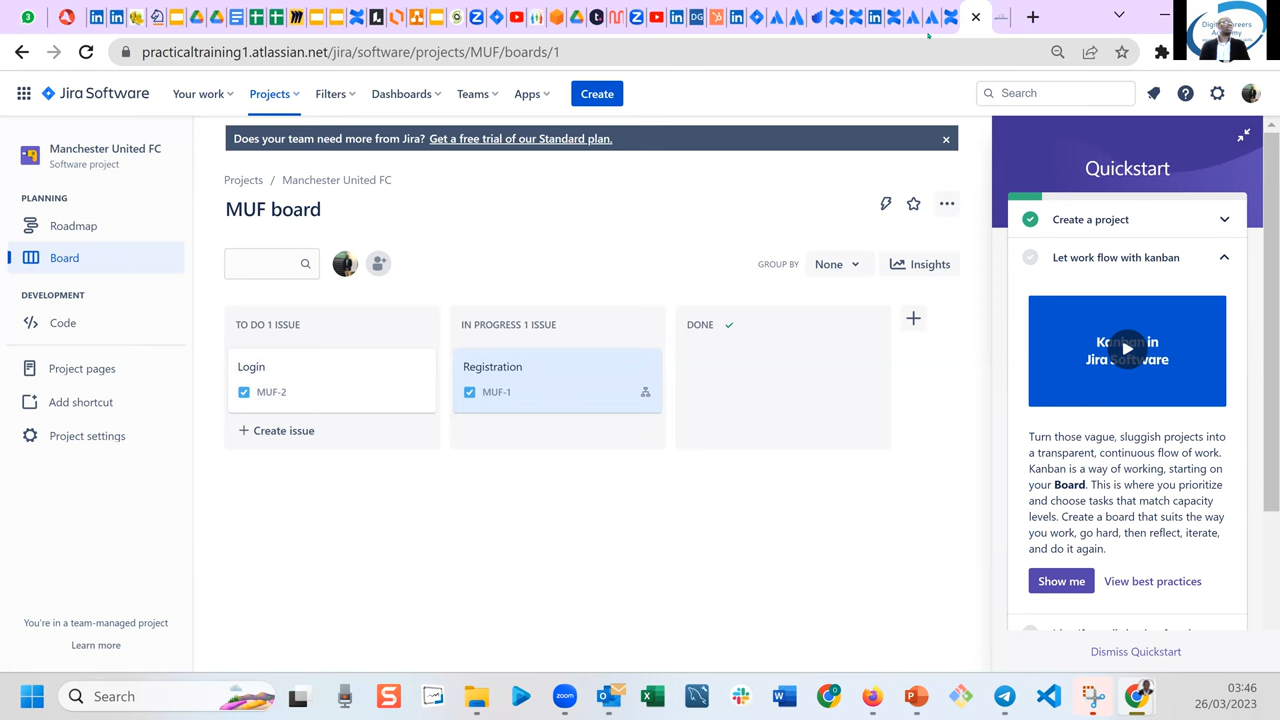 practicaltraining1.atlassian.net/jira/software/projects/MUF/boards/1
Jira Software
Your work
Projects
Filters
Dashboards
Teams
Apps
Create
Search
Manchester United FC
Software project
PLANNING
Roadmap
Board
DEVELOPMENT
Code
Project pages
Add shortcut
Project settings
You're in a team-managed project
Learn more
Does your team need more from Jira? Get a free trial of our Standard plan.
Projects / Manchester United FC
MUF board
GROUP BY
None
Insights
TO DO 1 ISSUE
Login
MUF-2
+ Create issue
IN PROGRESS 1 ISSUE
Registration
MUF-1
DONE
Quickstart
Create a project
Let work flow with kanban
Kanban in
Jira Software
Turn those vague, sluggish projects into
a transparent, continuous flow of work.
Kanban is a way of working, starting on
your Board. This is where you prioritize
and choose tasks that match capacity
levels. Create a board that suits the way
you work, go hard, then reflect, iterate,
and do it again.
Show me
View best practices
Dismiss Quickstart
Search
zoom
03:46
26/03/2023